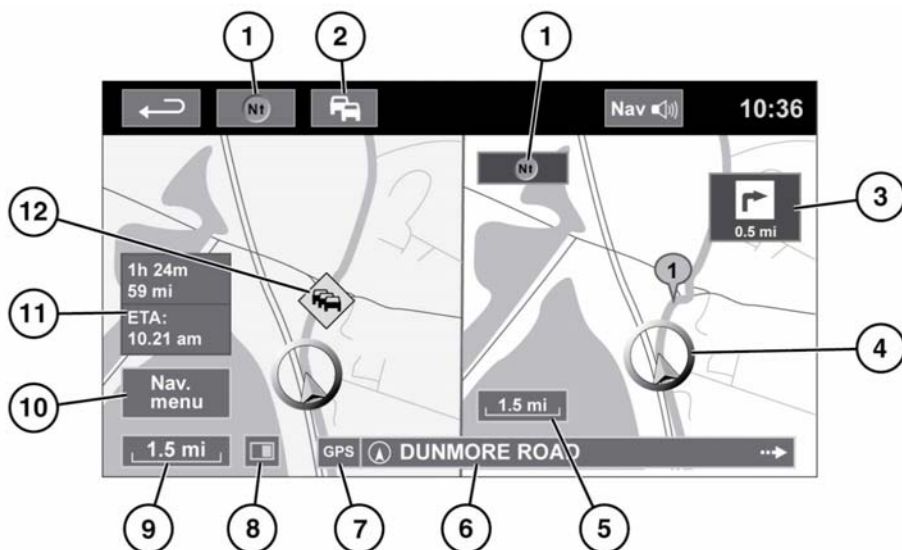 1
2
1
Nt
Nav
10:36
Nt
3
0.5 mi
12
1
1h 24m
59 mi
ETA:
10.21 am
11
4
Nav.
menu
10
1.5 mi
1.5 mi
GPS
DUNMORE ROAD
9
8
7
6
5